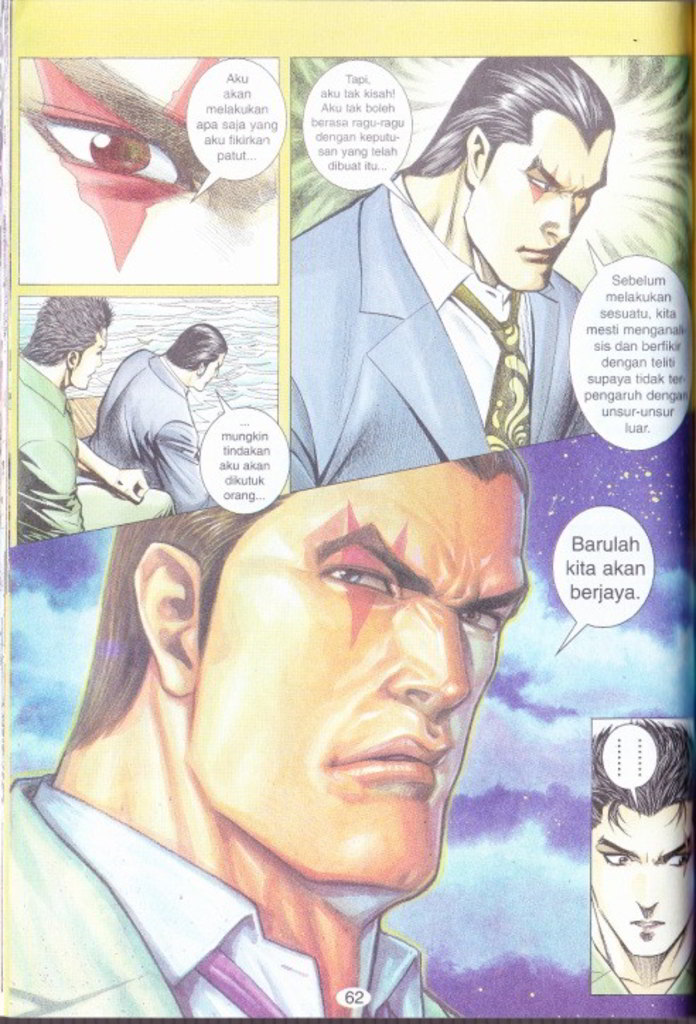 Aku
akan
melakukan
apa saja yang
aku fikirkan
patut...
Tapi,
aku tak kisah!
Aku tak boleh
berasa ragu-ragu
dengan keputu-
san yang telah
dibuat itu...
Sebelum
melakukan
sesuatu, kita
mesti menganali-
sis dan berfikir
dengan teliti
supaya tidak ter-
pengaruh dengan
unsur-unsur
luar.
...
mungkin
tindakan
aku akan
dikutuk
orang...
Barulah
kita akan
berjaya.
62